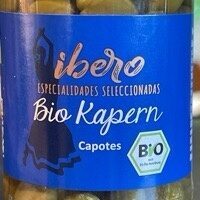 ibero
ESPECIALIDADES SELECCIONADAS
Bio Kapern
Capotes
BIO